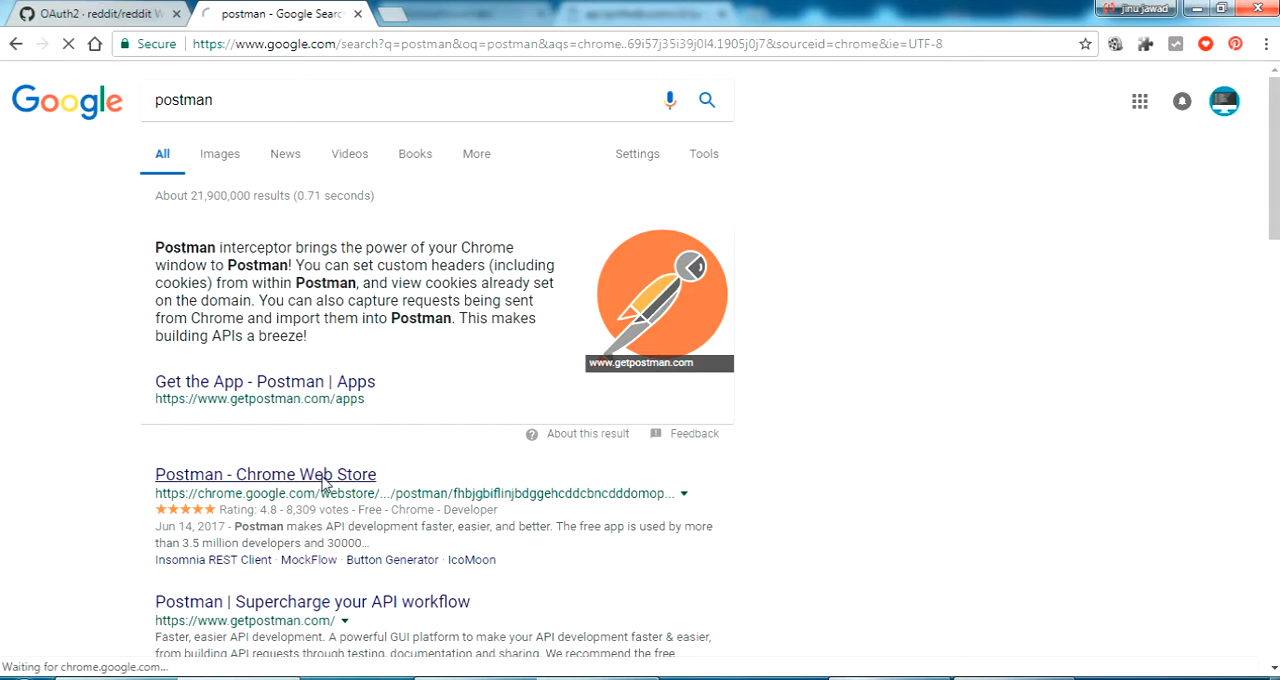 OAuth2 · reddit/reddit W
postman - Google Search
jinu jawad
Secure
https://www.google.com/search?q=postman&oq=postman&aqs=chrome..69i57j35i39j0l4.1905j0j7&sourceid=chrome&ie=UTF-8
Google
postman
All Images News Videos Books More Settings Tools
About 21,900,000 results (0.71 seconds)
Postman interceptor brings the power of your Chrome
window to Postman! You can set custom headers (including
cookies) from within Postman, and view cookies already set
on the domain. You can also capture requests being sent
from Chrome and import them into Postman. This makes
building APIs a breeze!
www.getpostman.com
Get the App - Postman | Apps
https://www.getpostman.com/apps
About this result Feedback
Postman - Chrome Web Store
https://chrome.google.com/webstore/.../postman/fhbjgbiflinjbdggehcddcbncdddomop...
Rating: 4.8 - 8,309 votes - Free - Chrome - Developer
Jun 14, 2017 - Postman makes API development faster, easier, and better. The free app is used by more
than 3.5 million developers and 30000...
Insomnia REST Client · MockFlow · Button Generator · IcoMoon
Postman | Supercharge your API workflow
https://www.getpostman.com/
Faster, easier API development. A powerful GUI platform to make your API development faster & easier,
from building API requests through testing, documentation and sharing. We recommend the free
Waiting for chrome.google.com...